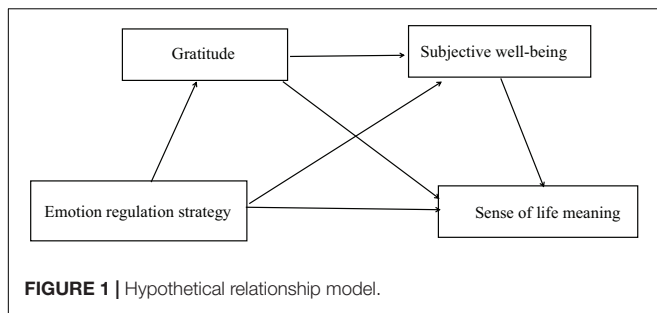 Gratitude
Subjective well-being
Emotion regulation strategy
Sense of life meaning
FIGURE 1 | Hypothetical relationship model.